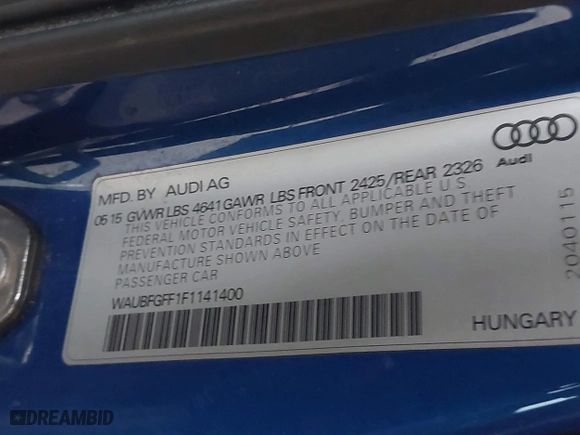 Audi
MFD. BY AUDI AG
05 15 GVWR LBS 4641 GAWR LBS FRONT 2425/REAR 2326
THIS VEHICLE CONFORMS TO ALL APPLICABLE U S
FEDERAL MOTOR VEHICLE SAFETY, BUMPER AND THEFT
PREVENTION STANDARDS IN EFFECT ON THE DATE OF
MANUFACTURE SHOWN ABOVE
PASSENGER CAR
WAUBFGFF1F1141400
HUNGARY
2040115
DREAMBID